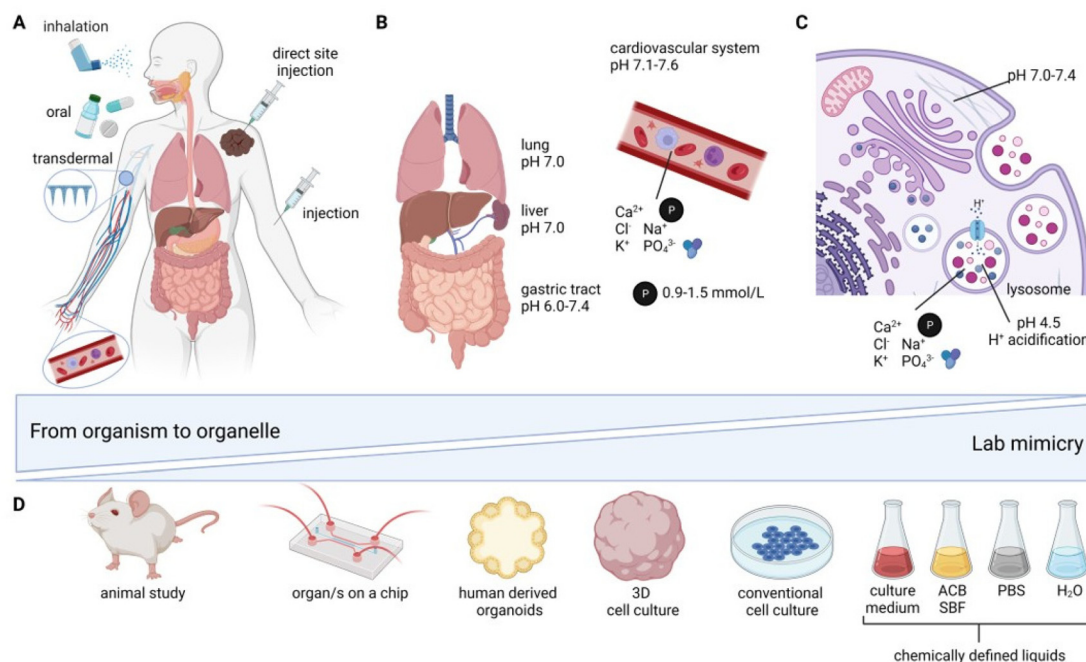 A
inhalation
oral
transdermal
direct site
injection
injection
B
cardiovascular system
pH 7.1-7.6
lung
pH 7.0
liver
pH 7.0
gastric tract
pH 6.0-7.4
Ca²⁺ P
Cl⁻ Na⁺
K⁺ PO₄³⁻
P 0.9-1.5 mmol/L
C
pH 7.0-7.4
H⁺
lysosome
pH 4.5
H⁺ acidification
Ca²⁺ P
Cl⁻ Na⁺
K⁺ PO₄³⁻
From organism to organelle
Lab mimicry
D
animal study
organ/s on a chip
human derived
organoids
3D
cell culture
conventional
cell culture
culture
medium
ACB
SBF
PBS
H₂O
chemically defined liquids